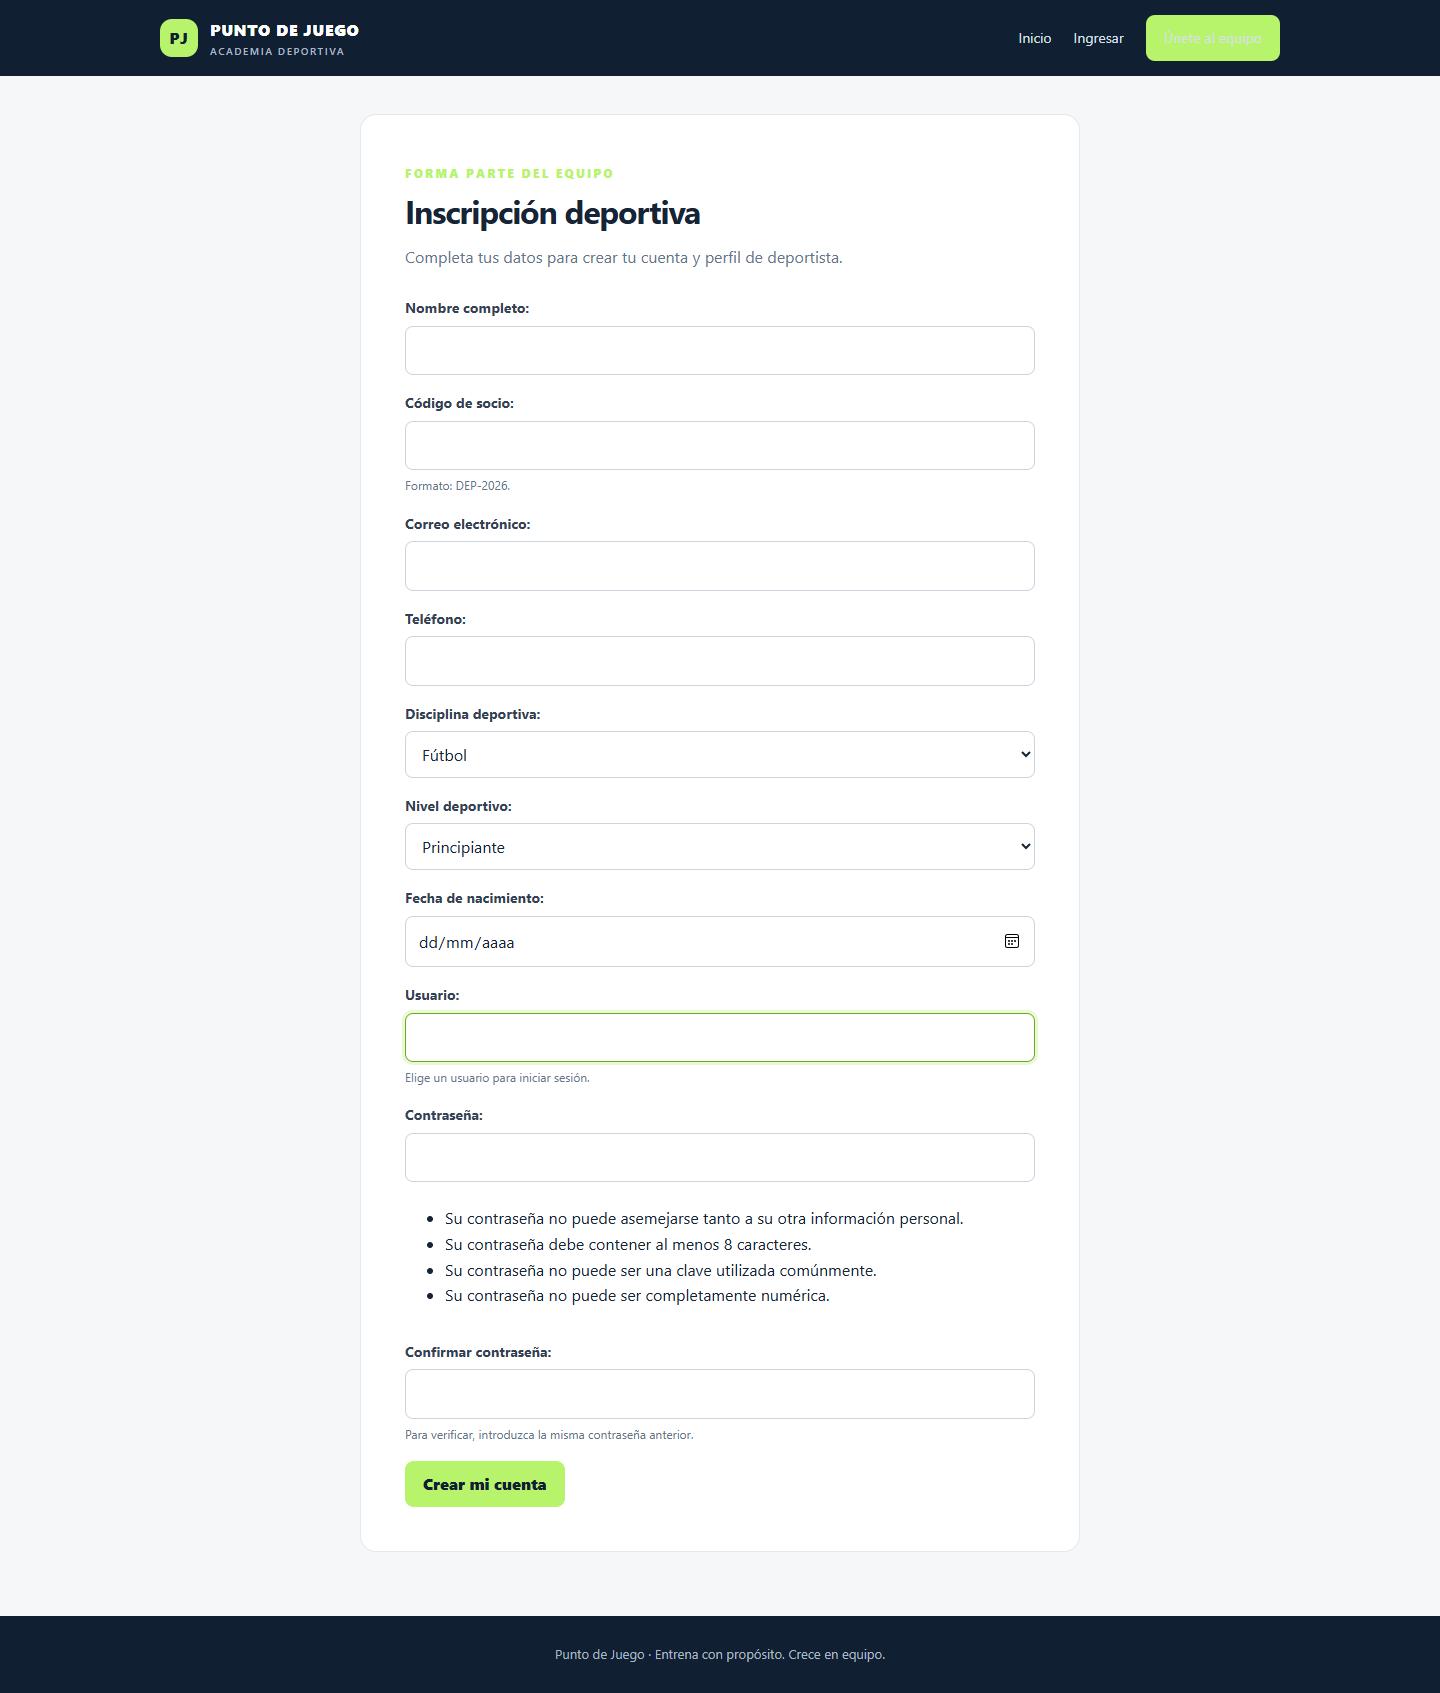 PJ
PUNTO DE JUEGO
ACADEMIA DEPORTIVA
Inicio
Ingresar
Únete al equipo
FORMA PARTE DEL EQUIPO
Inscripción deportiva
Completa tus datos para crear tu cuenta y perfil de deportista.
Nombre completo:
Código de socio:
Formato: DEP-2026.
Correo electrónico:
Teléfono:
Disciplina deportiva:
Fútbol
Nivel deportivo:
Principiante
Fecha de nacimiento:
dd/mm/aaaa
Usuario:
Elige un usuario para iniciar sesión.
Contraseña:
Su contraseña no puede asemejarse tanto a su otra información personal.
Su contraseña debe contener al menos 8 caracteres.
Su contraseña no puede ser una clave utilizada comúnmente.
Su contraseña no puede ser completamente numérica.
Confirmar contraseña:
Para verificar, introduzca la misma contraseña anterior.
Crear mi cuenta
Punto de Juego · Entrena con propósito. Crece en equipo.